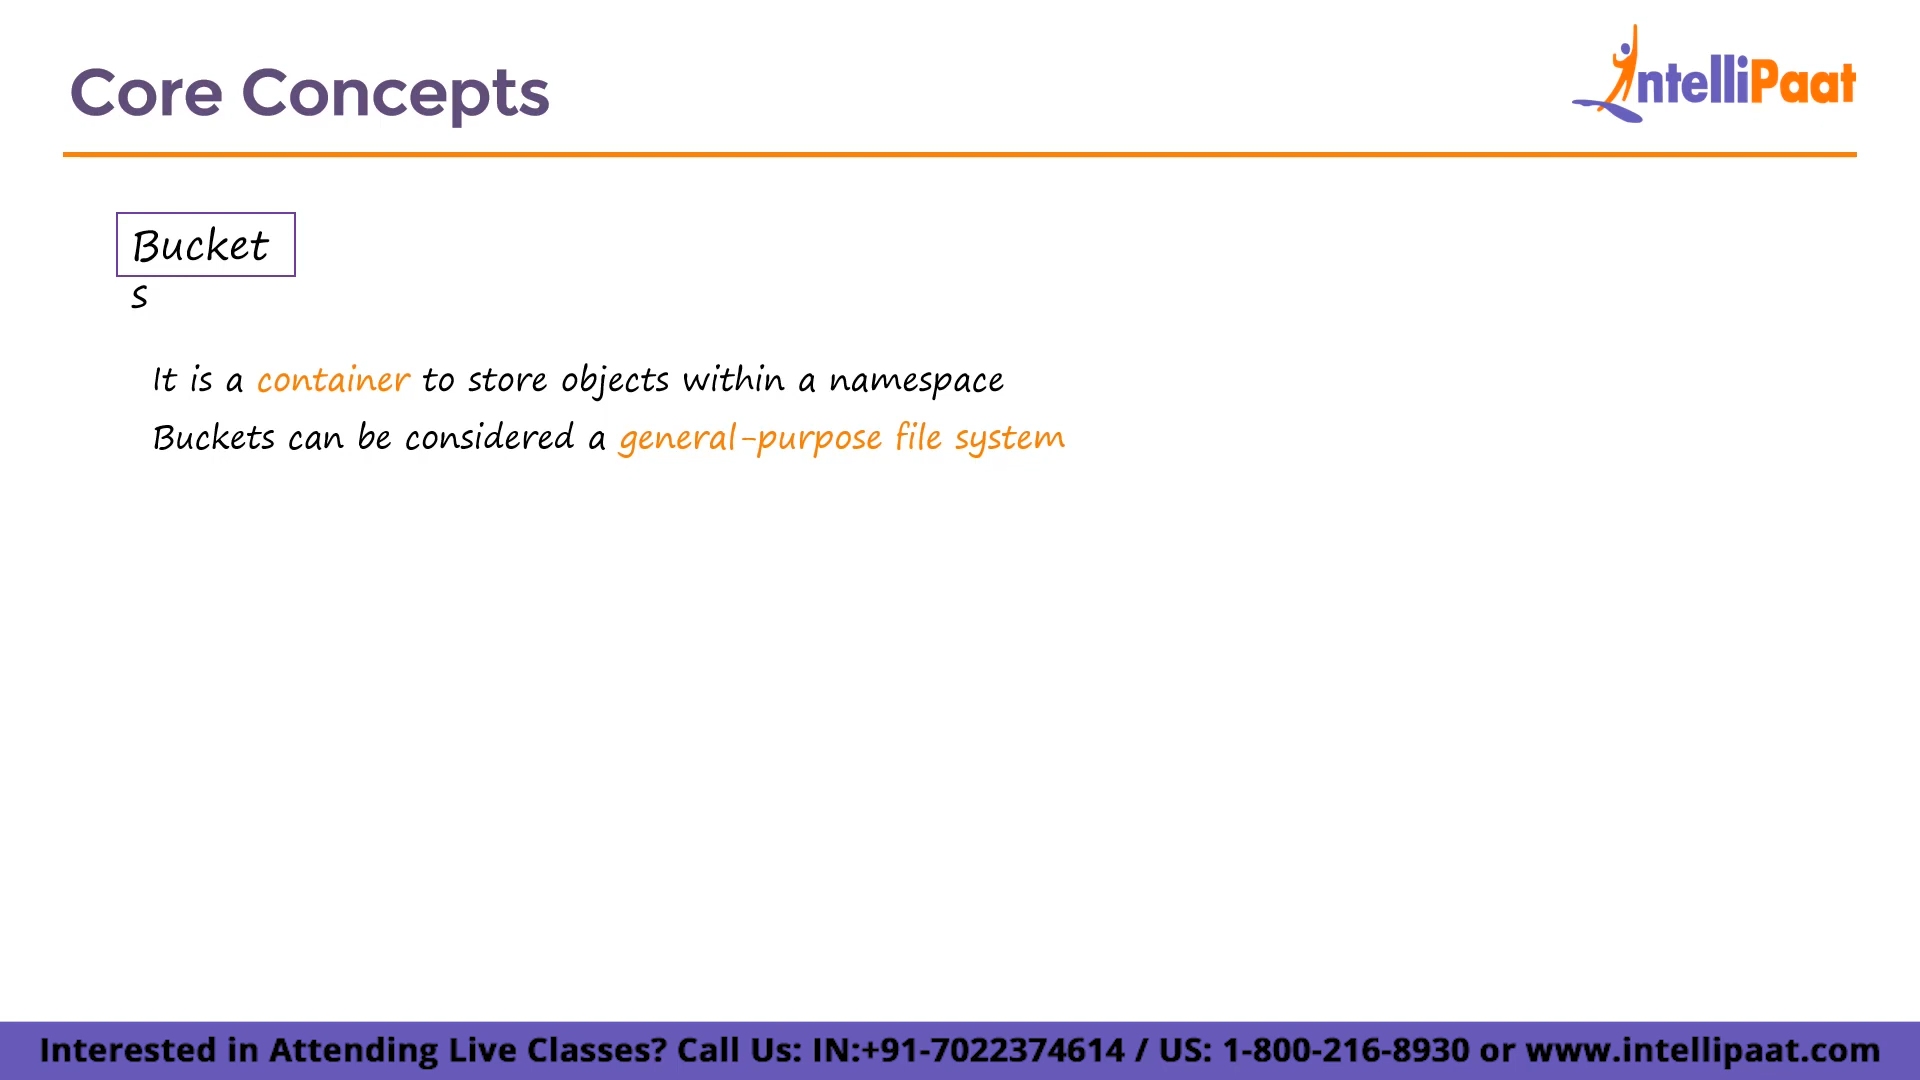 Core Concepts
IntelliPaat
Bucket
s
It is a container to store objects within a namespace
Buckets can be considered a general-purpose file system
Interested in Attending Live Classes? Call Us: IN:+91-7022374614 / US: 1-800-216-8930 or www.intellipaat.com